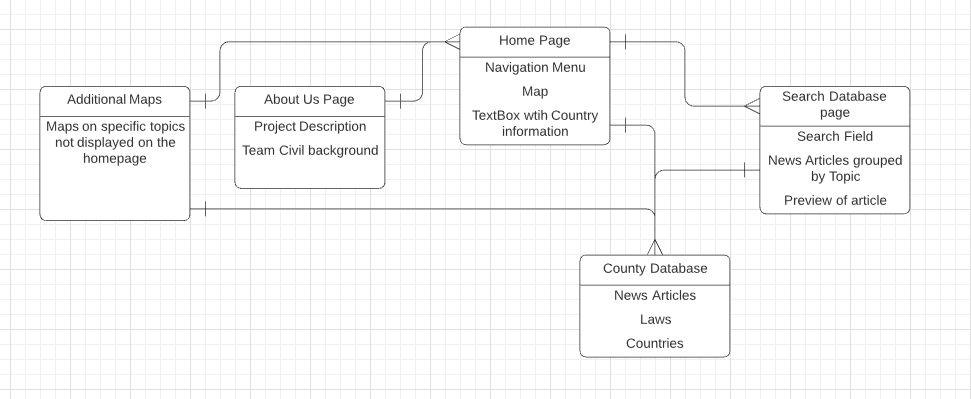 Home Page
Navigation Menu
Map
TextBox wtih Country
information
Additional Maps
Maps on specific topics
not displayed on the
homepage
About Us Page
Project Description
Team Civil background
Search Database
page
Search Field
News Articles grouped
by Topic
Preview of article
County Database
News Articles
Laws
Countries